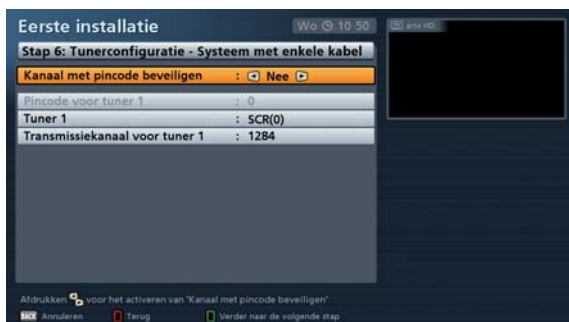 Eerste installatie
Wo 10 50
arte HD
Stap 6: Tunerconfiguratie - Systeem met enkele kabel
Kanaal met pincode beveiligen : Nee
Pincode voor tuner 1 : 0
Tuner 1 : SCR(0)
Transmissiekanaal voor tuner 1 : 1284
Afdrukken voor het activeren van 'Kanaal met pincode beveiligen'
BACK Annuleren Terug Verder naar de volgende stap